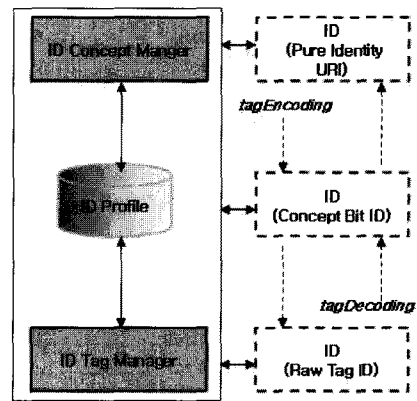 ID Concept Manger
ID
(Pure Identity
URI)
tagEncoding
ID Profile
ID
(Concept Bit ID)
tagDecoding
ID Tag Manager
ID
(Raw Tag ID)